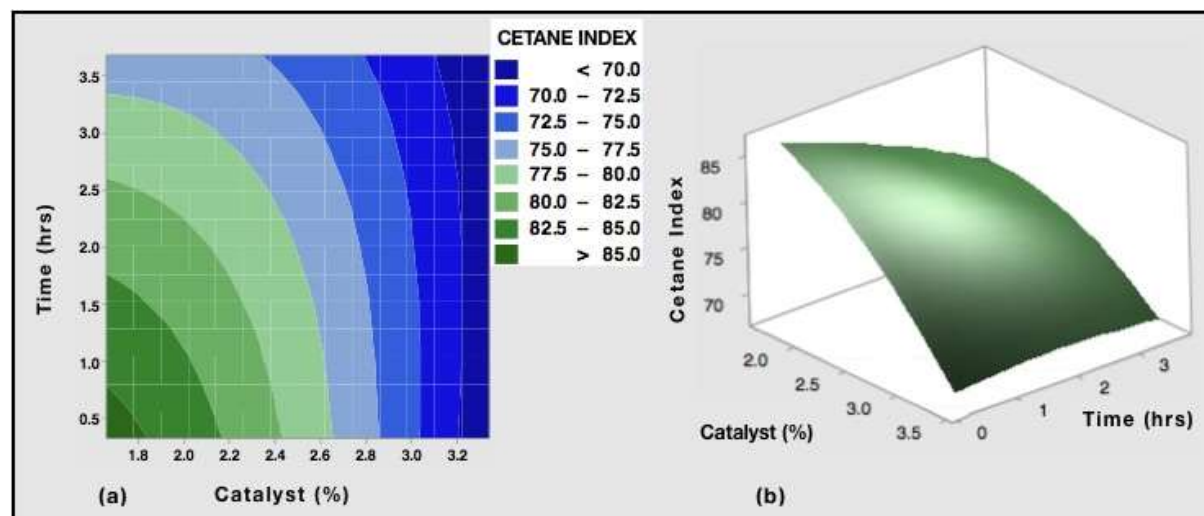 CETANE INDEX
< 70.0
70.0 – 72.5
72.5 – 75.0
75.0 – 77.5
77.5 – 80.0
80.0 – 82.5
82.5 – 85.0
> 85.0
Time (hrs)
3.5
3.0
2.5
2.0
1.5
1.0
0.5
1.8 2.0 2.2 2.4 2.6 2.8 3.0 3.2
(a) Catalyst (%)
Cetane Index
85
80
75
70
2.0
2.5
3.0
3.5
Catalyst (%)
0
1
2
3
Time (hrs)
(b)